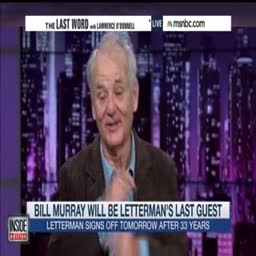 THE LAST WORD WITH LAWRENCE O'DONNELL
LIVE
msnbc.com
BILL MURRAY WILL BE LETTERMAN'S LAST GUEST
LETTERMAN SIGNS OFF TOMORROW AFTER 33 YEARS
INSIDE